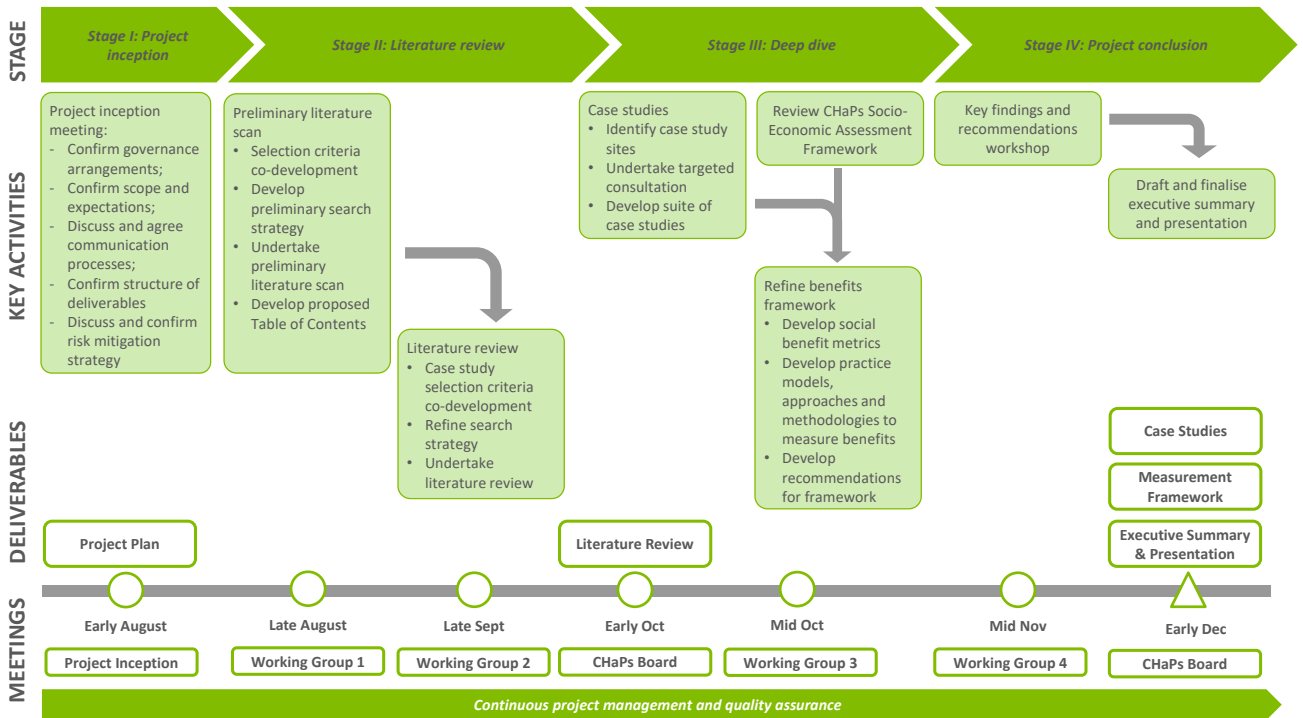 STAGE
Stage I: Project
inception
Stage II: Literature review
Stage III: Deep dive
Stage IV: Project conclusion
KEY ACTIVITIES
Project inception
meeting:
- Confirm governance
arrangements;
- Confirm scope and
expectations;
- Discuss and agree
communication
processes;
- Confirm structure of
deliverables
- Discuss and confirm
risk mitigation
strategy
Preliminary literature
scan
• Selection criteria
co-development
• Develop
preliminary search
strategy
• Undertake
preliminary
literature scan
• Develop proposed
Table of Contents
Literature review
• Case study
selection criteria
co-development
• Refine search
strategy
• Undertake
literature review
Case studies
• Identify case study
sites
• Undertake targeted
consultation
• Develop suite of
case studies
Review CHaPs Socio-
Economic Assessment
Framework
Refine benefits
framework
• Develop social
benefit metrics
• Develop practice
models,
approaches and
methodologies to
measure benefits
• Develop
recommendations
for framework
Key findings and
recommendations
workshop
Draft and finalise
executive summary
and presentation
DELIVERABLES
Project Plan
Literature Review
Case Studies
Measurement
Framework
Executive Summary
& Presentation
MEETINGS
Early August
Late August
Late Sept
Early Oct
Mid Oct
Mid Nov
Early Dec
Project Inception
Working Group 1
Working Group 2
CHaPs Board
Working Group 3
Working Group 4
CHaPs Board
Continuous project management and quality assurance